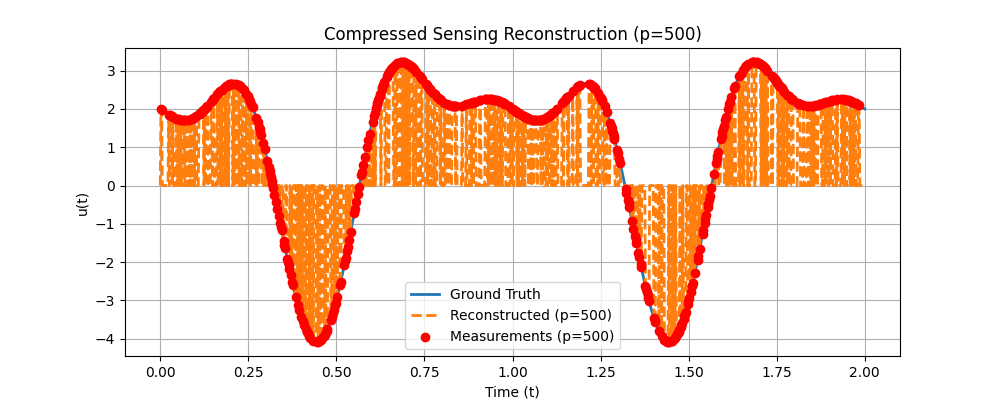 Compressed Sensing Reconstruction (p=500)
3
2
1
0
−1
−2
−3
−4
u(t)
Ground Truth
Reconstructed (p=500)
Measurements (p=500)
0.00 0.25 0.50 0.75 1.00 1.25 1.50 1.75 2.00
Time (t)